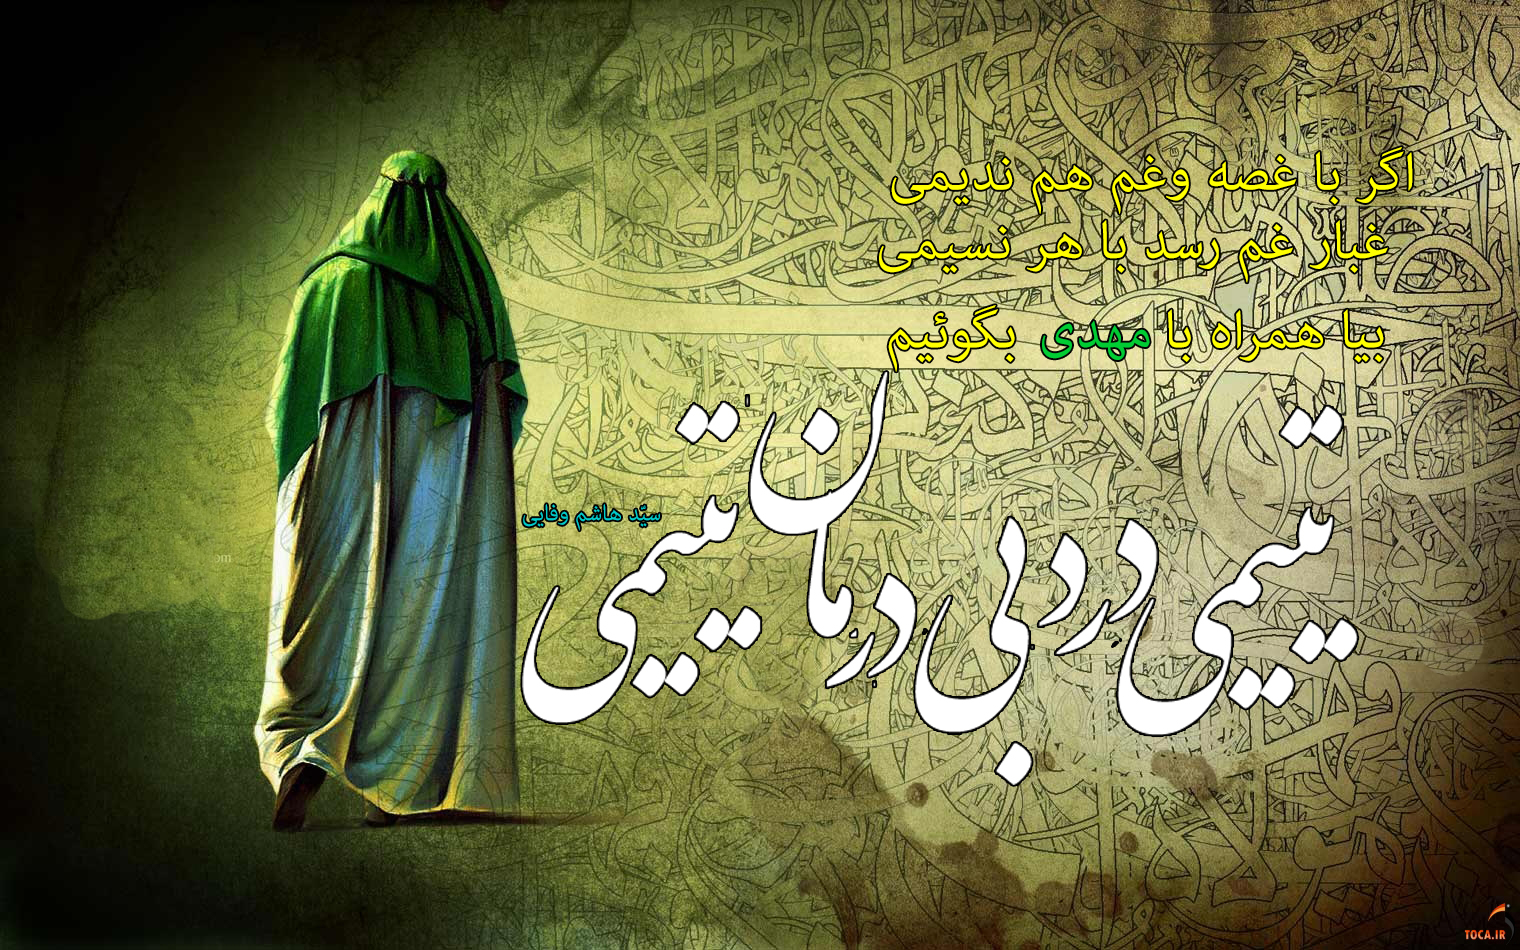 اگر با غصه وغم هم ندیمی
غبار غم رسد با هر نسیمی
بیا همراه با مهدی بگوئیم
یتیمی درد بی درمان یتیمی
سیّد هاشم وفایی
TOCA.IR